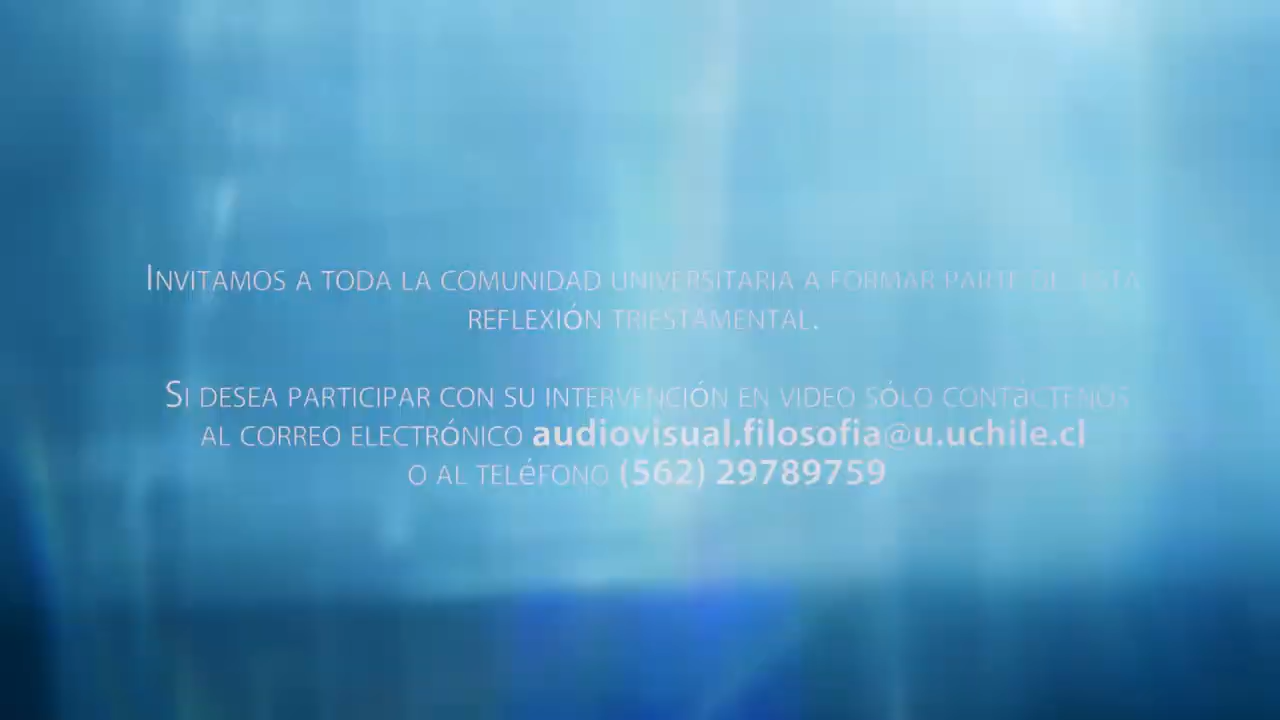 Invitamos a toda la comunidad universitaria a formar parte de esta
reflexión triestamental.
Si desea participar con su intervención en video sólo contáctenos
al correo electrónico audiovisual.filosofia@u.uchile.cl
o al teléfono (562) 29789759